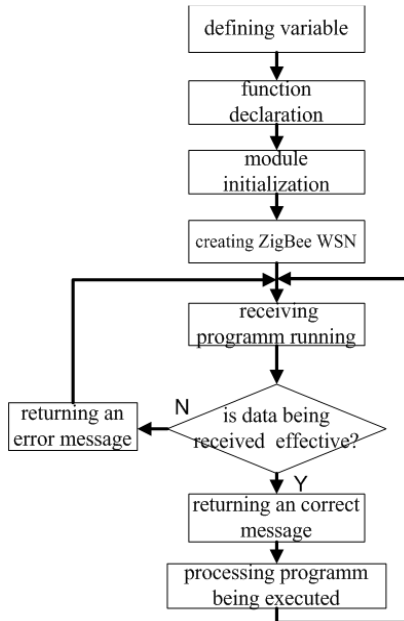 defining variable
function
declaration
module
initialization
creating ZigBee WSN
receiving
programm running
N
returning an
error message
is data being
received effective?
Y
returning an correct
message
processing programm
being executed